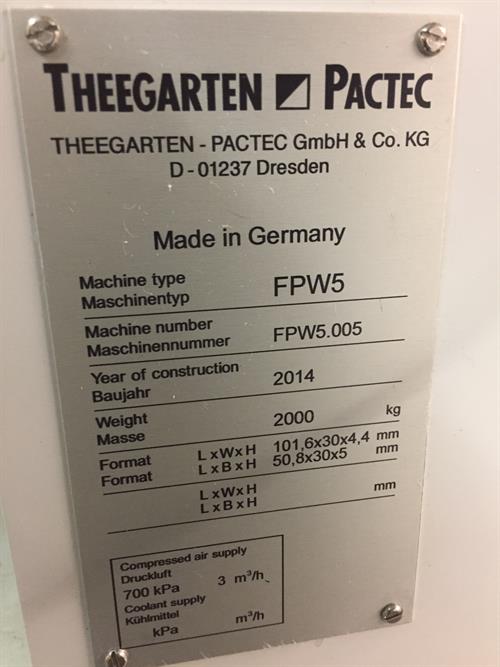 THEEGARTEN PACTEC
THEEGARTEN - PACTEC GmbH & Co. KG
D - 01237 Dresden
Made in Germany
Machine type
Maschinentyp FPW5
Machine number
Maschinennummer FPW5.005
Year of construction
Baujahr 2014
Weight
Masse 2000 kg
Format L x W x H 101,6x30x4,4 mm
Format L x B x H 50,8x30x5 mm
L x W x H
L x B x H mm
Compressed air supply
Druckluft
700 kPa 3 m³/h
Coolant supply
Kühlmittel
kPa m³/h